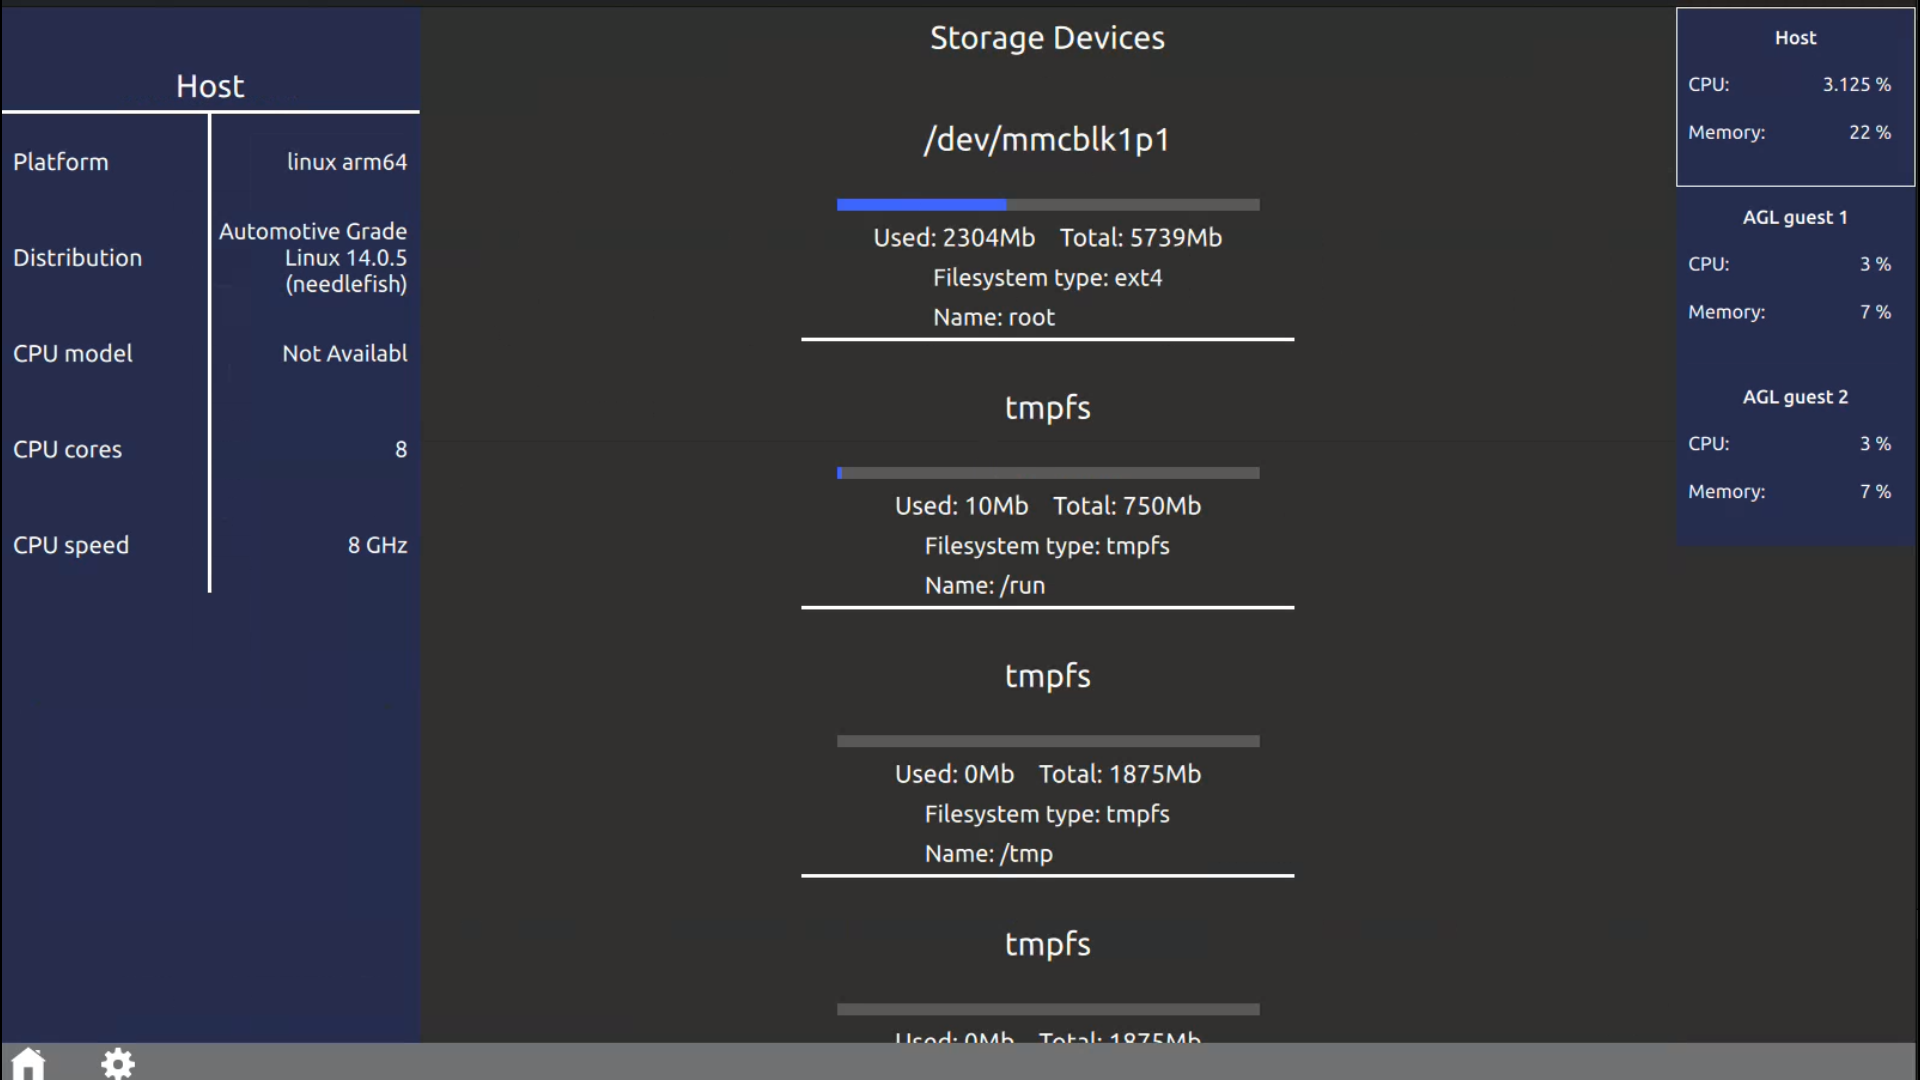 Host
Platform
linux arm64
Distribution
Automotive Grade
Linux 14.0.5
(needlefish)
CPU model
Not Availabl
CPU cores
8
CPU speed
8 GHz
Storage Devices
/dev/mmcblk1p1
Used: 2304Mb Total: 5739Mb
Filesystem type: ext4
Name: root
tmpfs
Used: 10Mb Total: 750Mb
Filesystem type: tmpfs
Name: /run
tmpfs
Used: 0Mb Total: 1875Mb
Filesystem type: tmpfs
Name: /tmp
tmpfs
Used: 0Mb Total: 1875Mb
Host
CPU: 3.125 %
Memory: 22 %
AGL guest 1
CPU: 3 %
Memory: 7 %
AGL guest 2
CPU: 3 %
Memory: 7 %